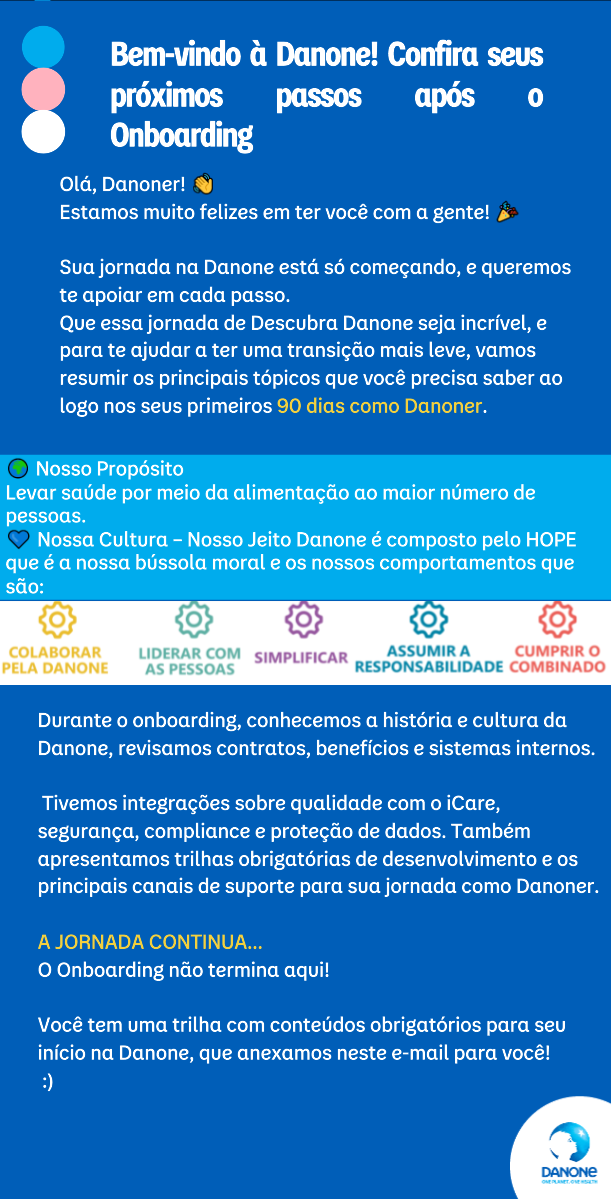 Bem-vindo à Danone! Confira seus
próximos passos após o
Onboarding
Olá, Danoner! 👋
Estamos muito felizes em ter você com a gente! 🎉
Sua jornada na Danone está só começando, e queremos
te apoiar em cada passo.
Que essa jornada de Descubra Danone seja incrível, e
para te ajudar a ter uma transição mais leve, vamos
resumir os principais tópicos que você precisa saber ao
logo nos seus primeiros 90 dias como Danoner.
🌍 Nosso Propósito
Levar saúde por meio da alimentação ao maior número de
pessoas.
💙 Nossa Cultura – Nosso Jeito Danone é composto pelo HOPE
que é a nossa bússola moral e os nossos comportamentos que
são:
COLABORAR
PELA DANONE
LIDERAR COM
AS PESSOAS
SIMPLIFICAR
ASSUMIR A
RESPONSABILIDADE
CUMPRIR O
COMBINADO
Durante o onboarding, conhecemos a história e cultura da
Danone, revisamos contratos, benefícios e sistemas internos.
Tivemos integrações sobre qualidade com o iCare,
segurança, compliance e proteção de dados. Também
apresentamos trilhas obrigatórias de desenvolvimento e os
principais canais de suporte para sua jornada como Danoner.
A JORNADA CONTINUA...
O Onboarding não termina aqui!
Você tem uma trilha com conteúdos obrigatórios para seu
início na Danone, que anexamos neste e-mail para você!
:)
DANONE
ONE PLANET. ONE HEALTH